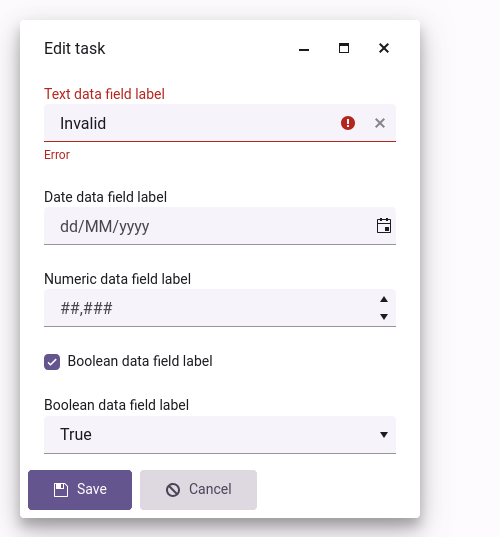 Edit task
Text data field label
Invalid
Error
Date data field label
dd/MM/yyyy
Numeric data field label
##,###
Boolean data field label
Boolean data field label
True
Save Cancel